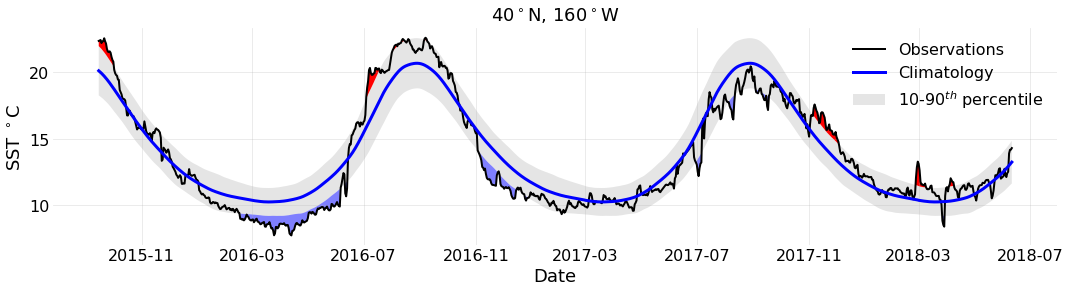 40°N, 160°W
SST °C
20
15
10
Observations
Climatology
10-90th percentile
2015-11 2016-03 2016-07 2016-11 2017-03 2017-07 2017-11 2018-03 2018-07
Date